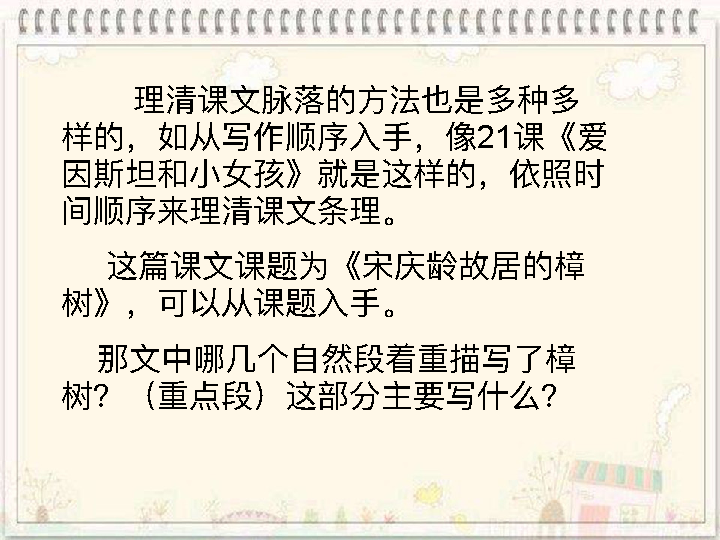 理清课文脉落的方法也是多种多
样的，如从写作顺序入手，像21课《爱
因斯坦和小女孩》就是这样的，依照时
间顺序来理清课文条理。
这篇课文课题为《宋庆龄故居的樟
树》，可以从课题入手。
那文中哪几个自然段着重描写了樟
树？（重点段）这部分主要写什么？